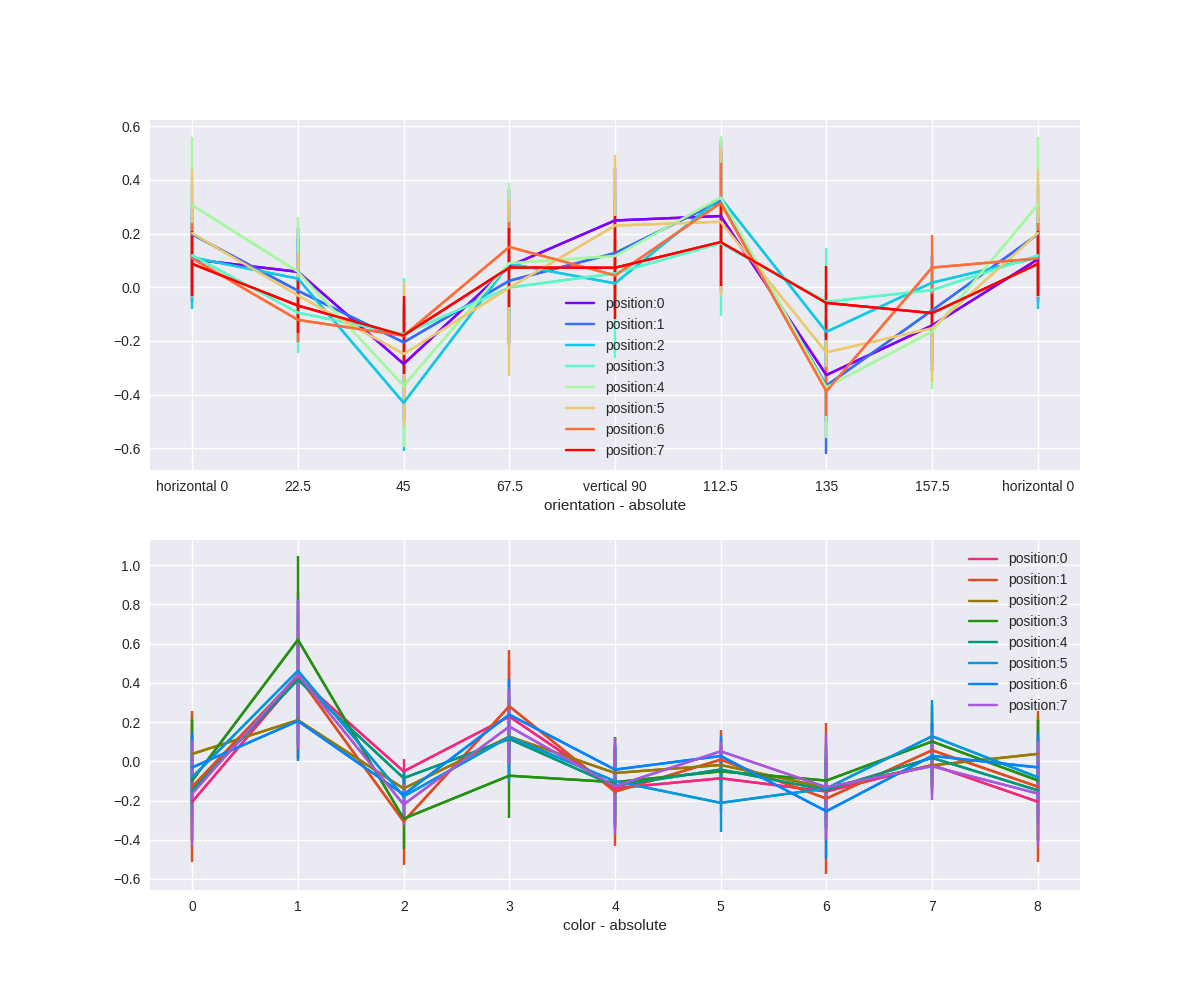 0.6
0.4
0.2
0.0
−0.2
−0.4
−0.6
position:0
position:1
position:2
position:3
position:4
position:5
position:6
position:7
horizontal 0 22.5 45 67.5 vertical 90 112.5 135 157.5 horizontal 0
orientation - absolute
1.0
0.8
0.6
0.4
0.2
0.0
−0.2
−0.4
−0.6
position:0
position:1
position:2
position:3
position:4
position:5
position:6
position:7
0 1 2 3 4 5 6 7 8
color - absolute